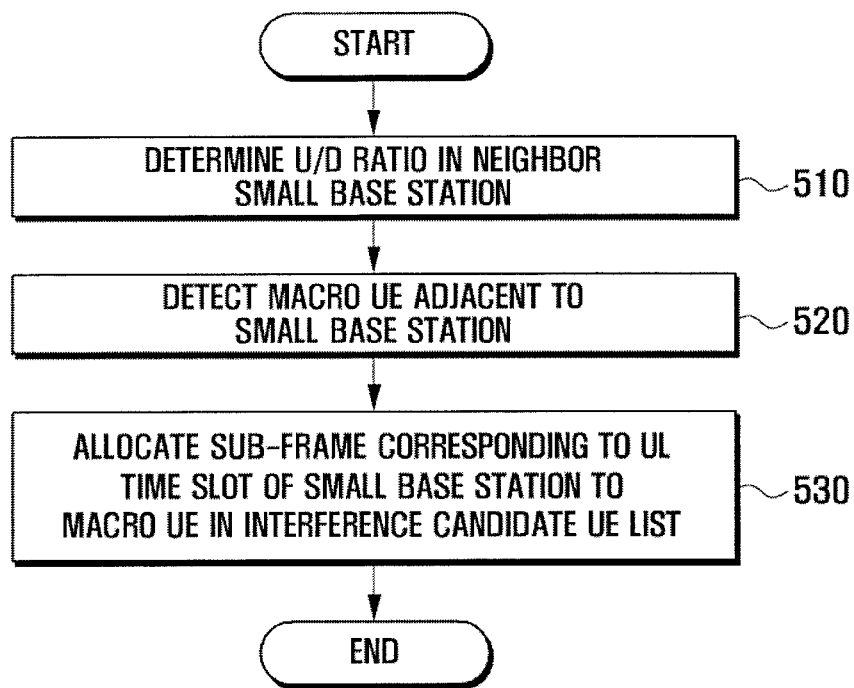 START
DETERMINE U/D RATIO IN NEIGHBOR
SMALL BASE STATION
510
DETECT MACRO UE ADJACENT TO
SMALL BASE STATION
520
ALLOCATE SUB-FRAME CORRESPONDING TO UL
TIME SLOT OF SMALL BASE STATION TO
MACRO UE IN INTERFERENCE CANDIDATE UE LIST
530
END